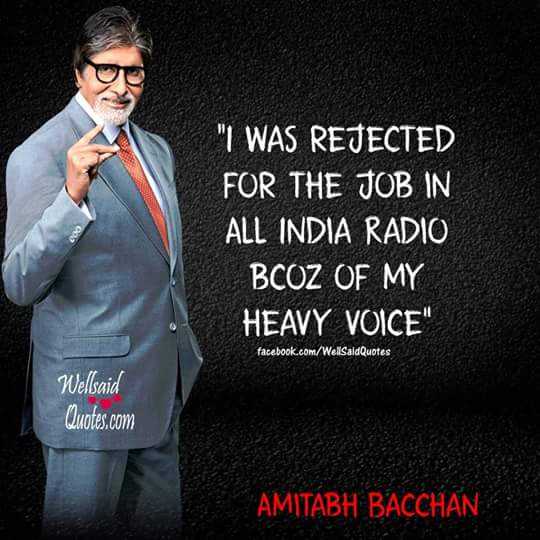 "I WAS REJECTED
FOR THE JOB IN
ALL INDIA RADIO
BCOZ OF MY
HEAVY VOICE"
facebook.com/WellSaidQuotes
Wellsaid
Quotes.com
AMITABH BACCHAN